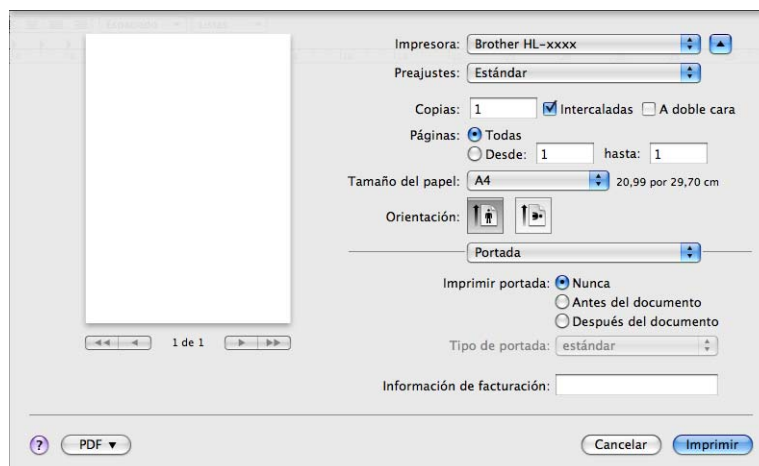 Impresora: Brother HL-xxxx
Preajustes: Estándar
Copias: 1 Intercaladas A doble cara
Páginas: Todas
Desde: 1 hasta: 1
Tamaño del papel: A4 20,99 por 29,70 cm
Orientación:
Portada
Imprimir portada: Nunca
Antes del documento
Después del documento
Tipo de portada: estándar
1 de 1
Información de facturación:
? PDF Cancelar Imprimir